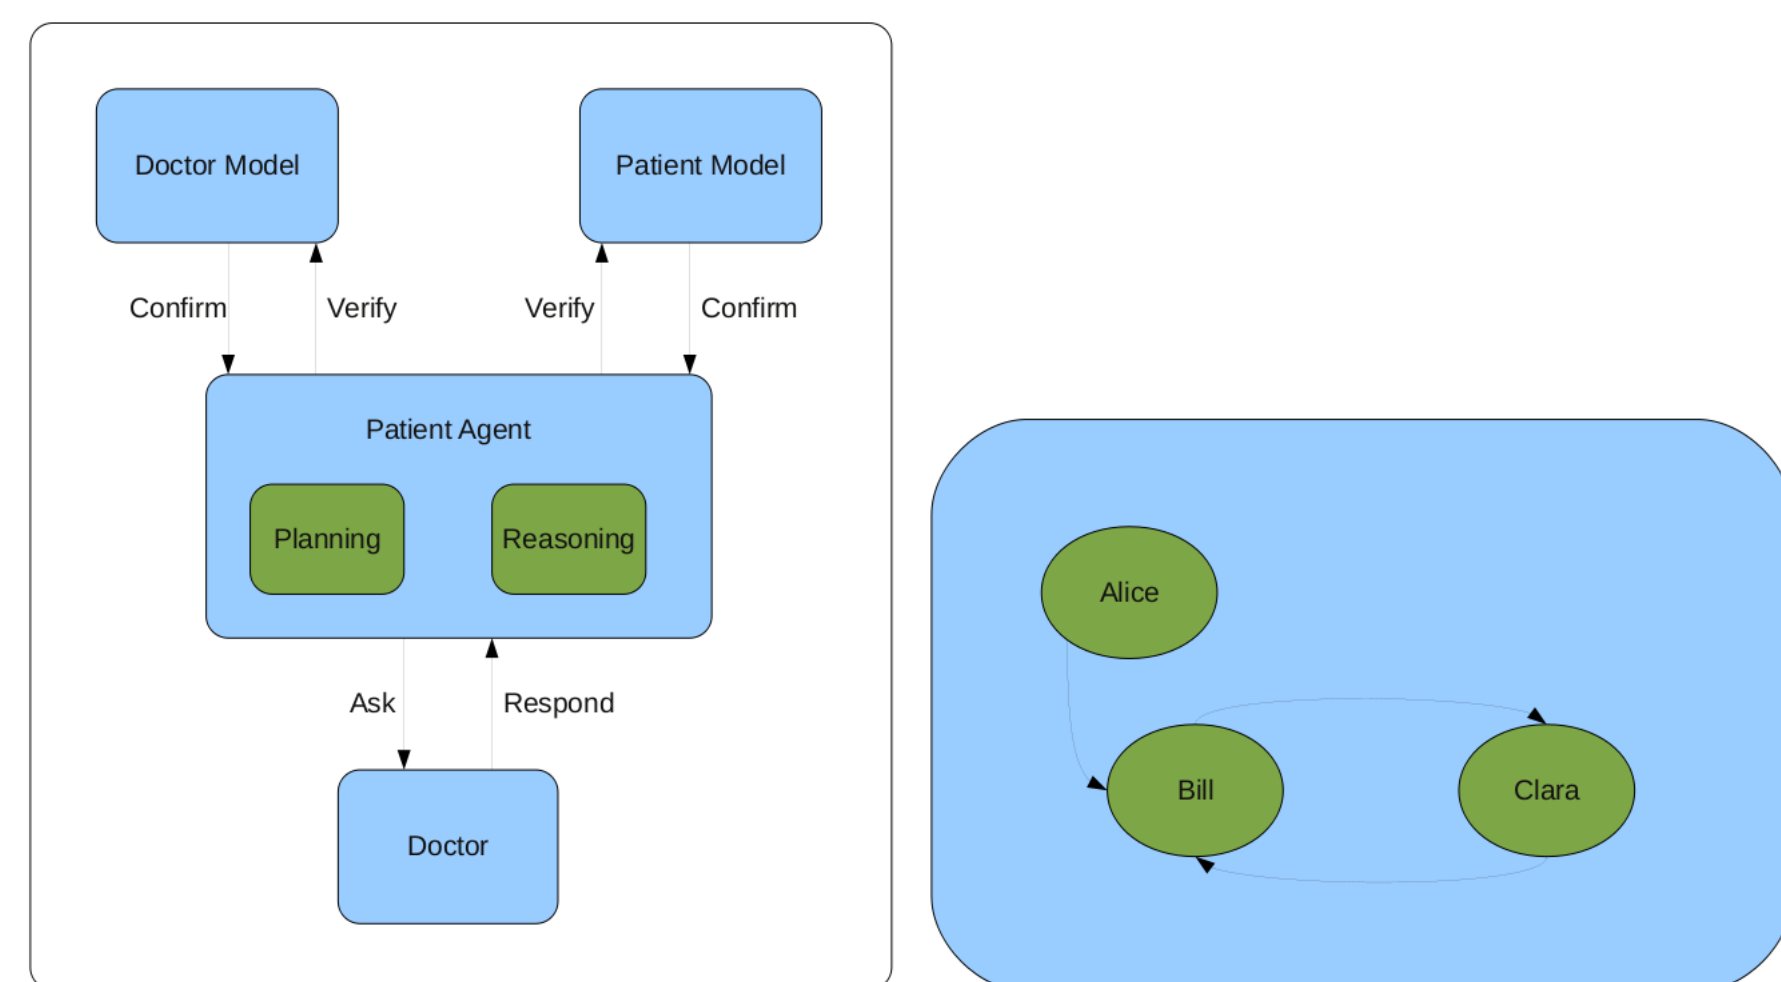 Doctor Model
Patient Model
Confirm
Verify
Verify
Confirm
Patient Agent
Planning
Reasoning
Ask
Respond
Doctor
Alice
Bill
Clara